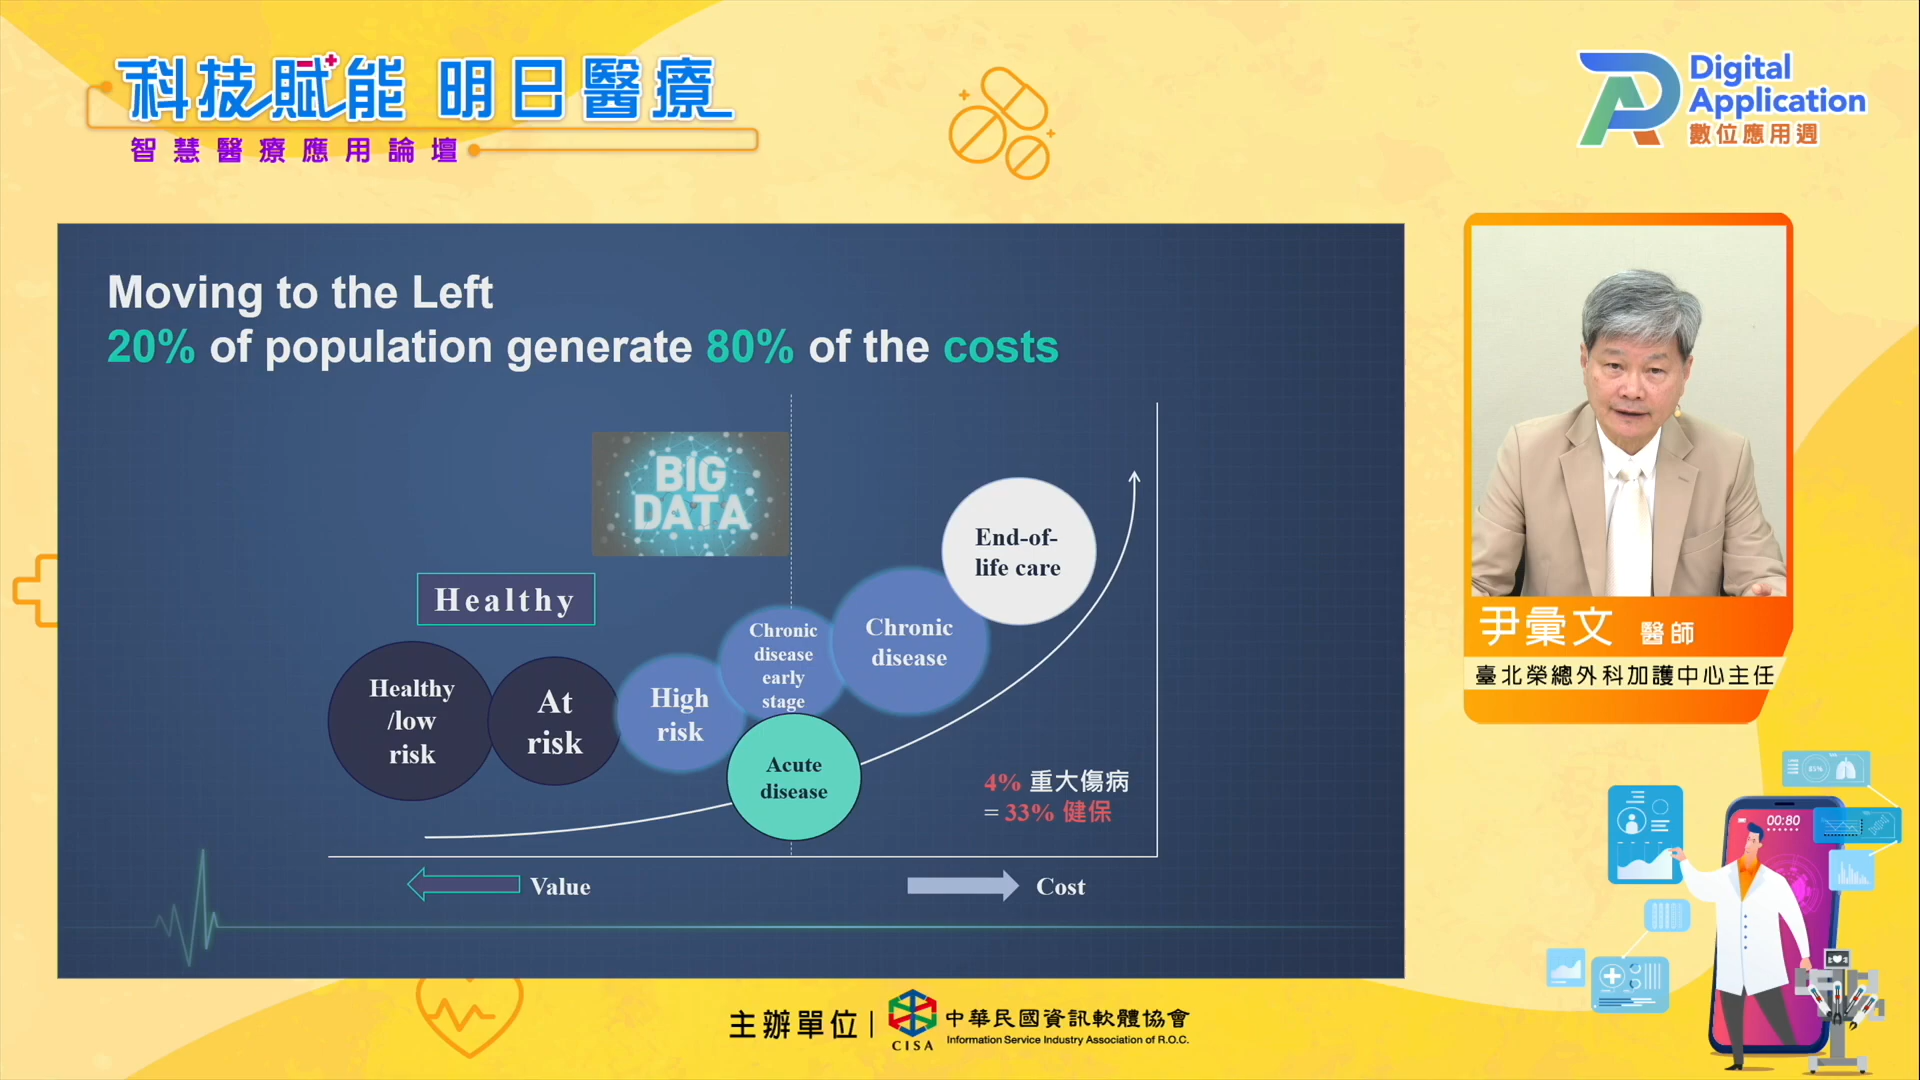 科技賦能 明日醫療
智慧醫療應用論壇
Digital
Application
數位應用週
Moving to the Left
20% of population generate 80% of the costs
BIG
DATA
Healthy
Healthy
/low
risk
At
risk
High
risk
Chronic
disease
early
stage
Acute
disease
Chronic
disease
End-of-
life care
4% 重大傷病
= 33% 健保
Value
Cost
尹彙文 醫師
臺北榮總外科加護中心主任
00:80
主辦單位
CISA
中華民國資訊軟體協會
Information Service Industry Association of R.O.C.